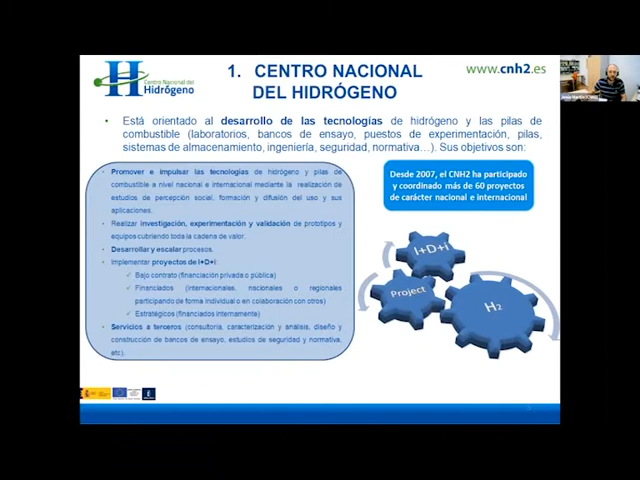 Centro Nacional del
Hidrógeno
1. CENTRO NACIONAL
DEL HIDRÓGENO
www.cnh2.es
• Está orientado al desarrollo de las tecnologías de hidrógeno y las pilas de
combustible (laboratorios, bancos de ensayo, puestos de experimentación, pilas,
sistemas de almacenamiento, ingeniería, seguridad, normativa…). Sus objetivos son:
• Promover e impulsar las tecnologías de hidrógeno y pilas de
combustible a nivel nacional e internacional mediante la realización de
estudios de percepción social, formación y difusión del uso y sus
aplicaciones.
• Realizar investigación, experimentación y validación de prototipos y
equipos cubriendo toda la cadena de valor.
• Desarrollar y escalar procesos.
• Implementar proyectos de I+D+i:
✓ Bajo contrato (financiación privada o pública)
✓ Financiados (internacionales, nacionales o regionales
participando de forma individual o en colaboración con otros)
✓ Estratégicos (financiados internamente)
• Servicios a terceros (consultoría, caracterización y análisis, diseño y
construcción de bancos de ensayo, estudios de seguridad y normativa,
etc).
Desde 2007, el CNH2 ha participado
y coordinado más de 60 proyectos
de carácter nacional e internacional
I+D+i
Project
H2